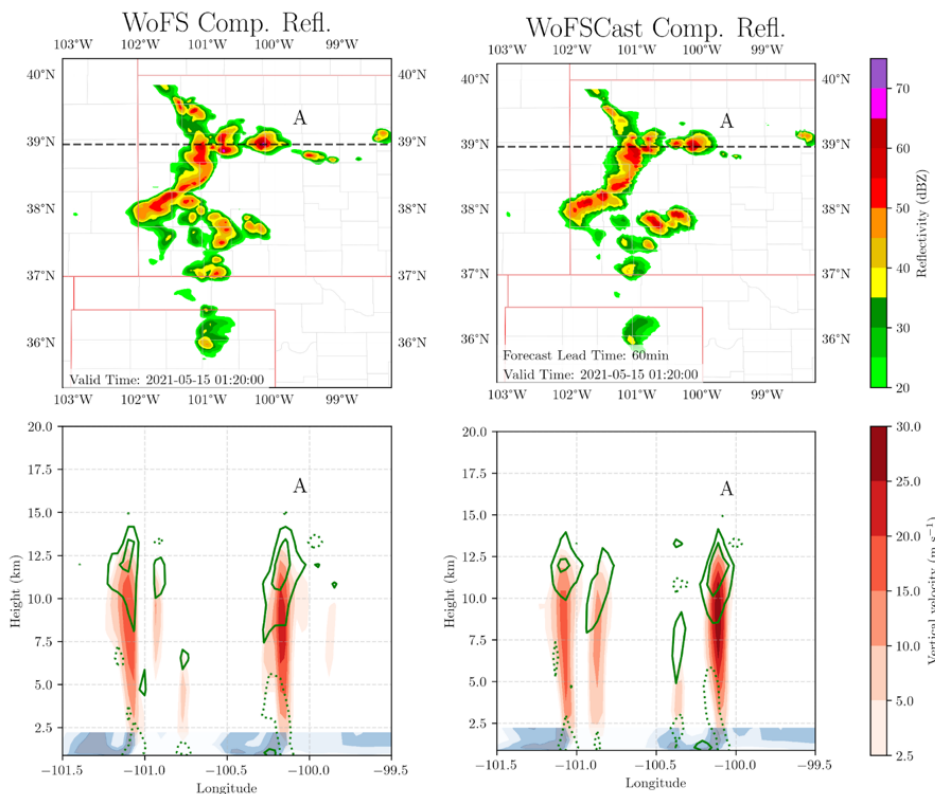 WoFS Comp. Refl.
WoFSCast Comp. Refl.
103°W 102°W 101°W 100°W 99°W
103°W 102°W 101°W 100°W 99°W
40°N
39°N
38°N
37°N
36°N
A
Valid Time: 2021-05-15 01:20:00
103°W 102°W 101°W 100°W 99°W
40°N
39°N
38°N
37°N
36°N
40°N
39°N
38°N
37°N
36°N
A
Forecast Lead Time: 60min
Valid Time: 2021-05-15 01:20:00
103°W 102°W 101°W 100°W 99°W
40°N
39°N
38°N
37°N
36°N
70
60
50
40
30
20
Reflectivity (dBZ)
20.0
17.5
15.0
12.5
10.0
7.5
5.0
2.5
Height (km)
A
−101.5 −101.0 −100.5 −100.0 −99.5
Longitude
20.0
17.5
15.0
12.5
10.0
7.5
5.0
2.5
Height (km)
A
−101.5 −101.0 −100.5 −100.0 −99.5
Longitude
30.0
25.0
20.0
15.0
10.0
5.0
2.5
Vertical velocity (m s⁻¹)